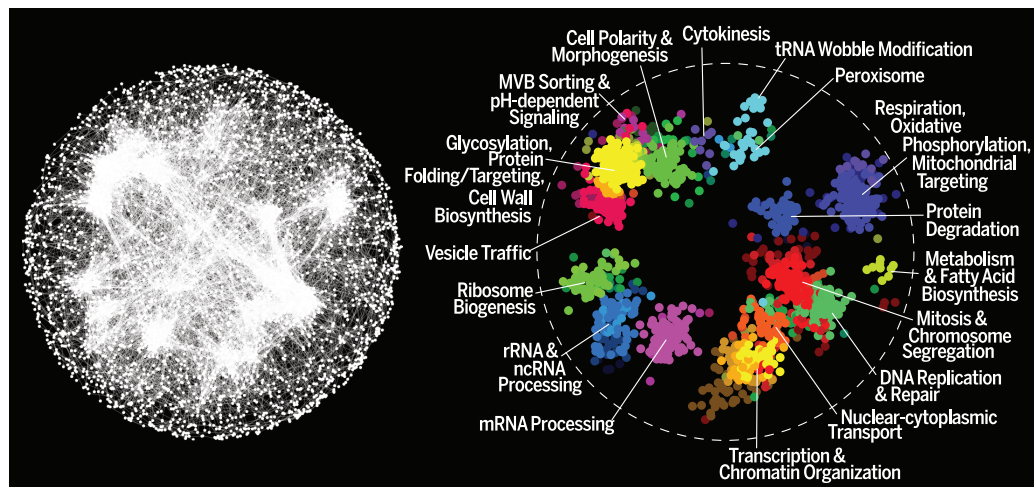 Cell Polarity &
Morphogenesis
Cytokinesis
tRNA Wobble Modification
Peroxisome
MVB Sorting &
pH-dependent
Signaling
Respiration,
Oxidative
Phosphorylation,
Mitochondrial
Targeting
Glycosylation,
Protein
Folding/Targeting,
Cell Wall
Biosynthesis
Protein
Degradation
Vesicle Traffic
Metabolism
& Fatty Acid
Biosynthesis
Ribosome
Biogenesis
Mitosis &
Chromosome
Segregation
rRNA &
ncRNA
Processing
DNA Replication
& Repair
mRNA Processing
Nuclear-cytoplasmic
Transport
Transcription &
Chromatin Organization